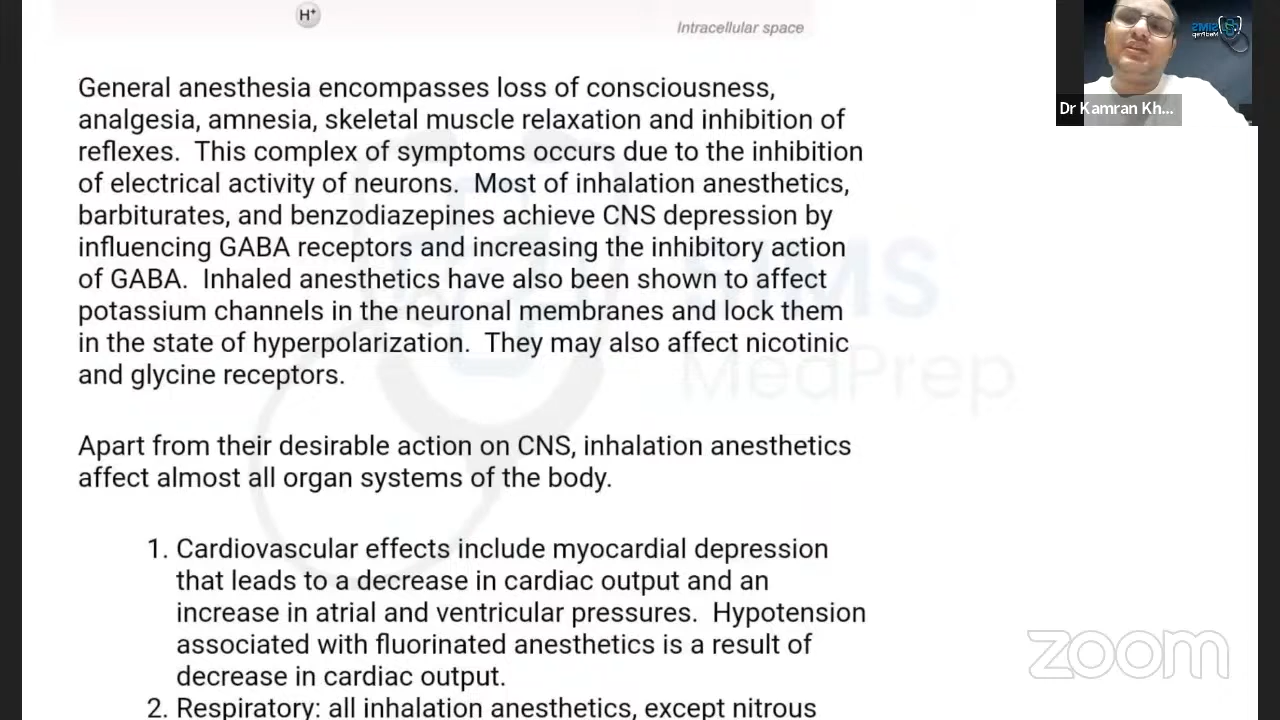 H⁺
Intracellular space
SIMS
MedPrep
Dr Kamran Kh...
General anesthesia encompasses loss of consciousness,
analgesia, amnesia, skeletal muscle relaxation and inhibition of
reflexes. This complex of symptoms occurs due to the inhibition
of electrical activity of neurons. Most of inhalation anesthetics,
barbiturates, and benzodiazepines achieve CNS depression by
influencing GABA receptors and increasing the inhibitory action
of GABA. Inhaled anesthetics have also been shown to affect
potassium channels in the neuronal membranes and lock them
in the state of hyperpolarization. They may also affect nicotinic
and glycine receptors.
SIMS
MedPrep
Apart from their desirable action on CNS, inhalation anesthetics
affect almost all organ systems of the body.
1. Cardiovascular effects include myocardial depression
that leads to a decrease in cardiac output and an
increase in atrial and ventricular pressures. Hypotension
associated with fluorinated anesthetics is a result of
decrease in cardiac output.
2. Respiratory: all inhalation anesthetics, except nitrous
zoom